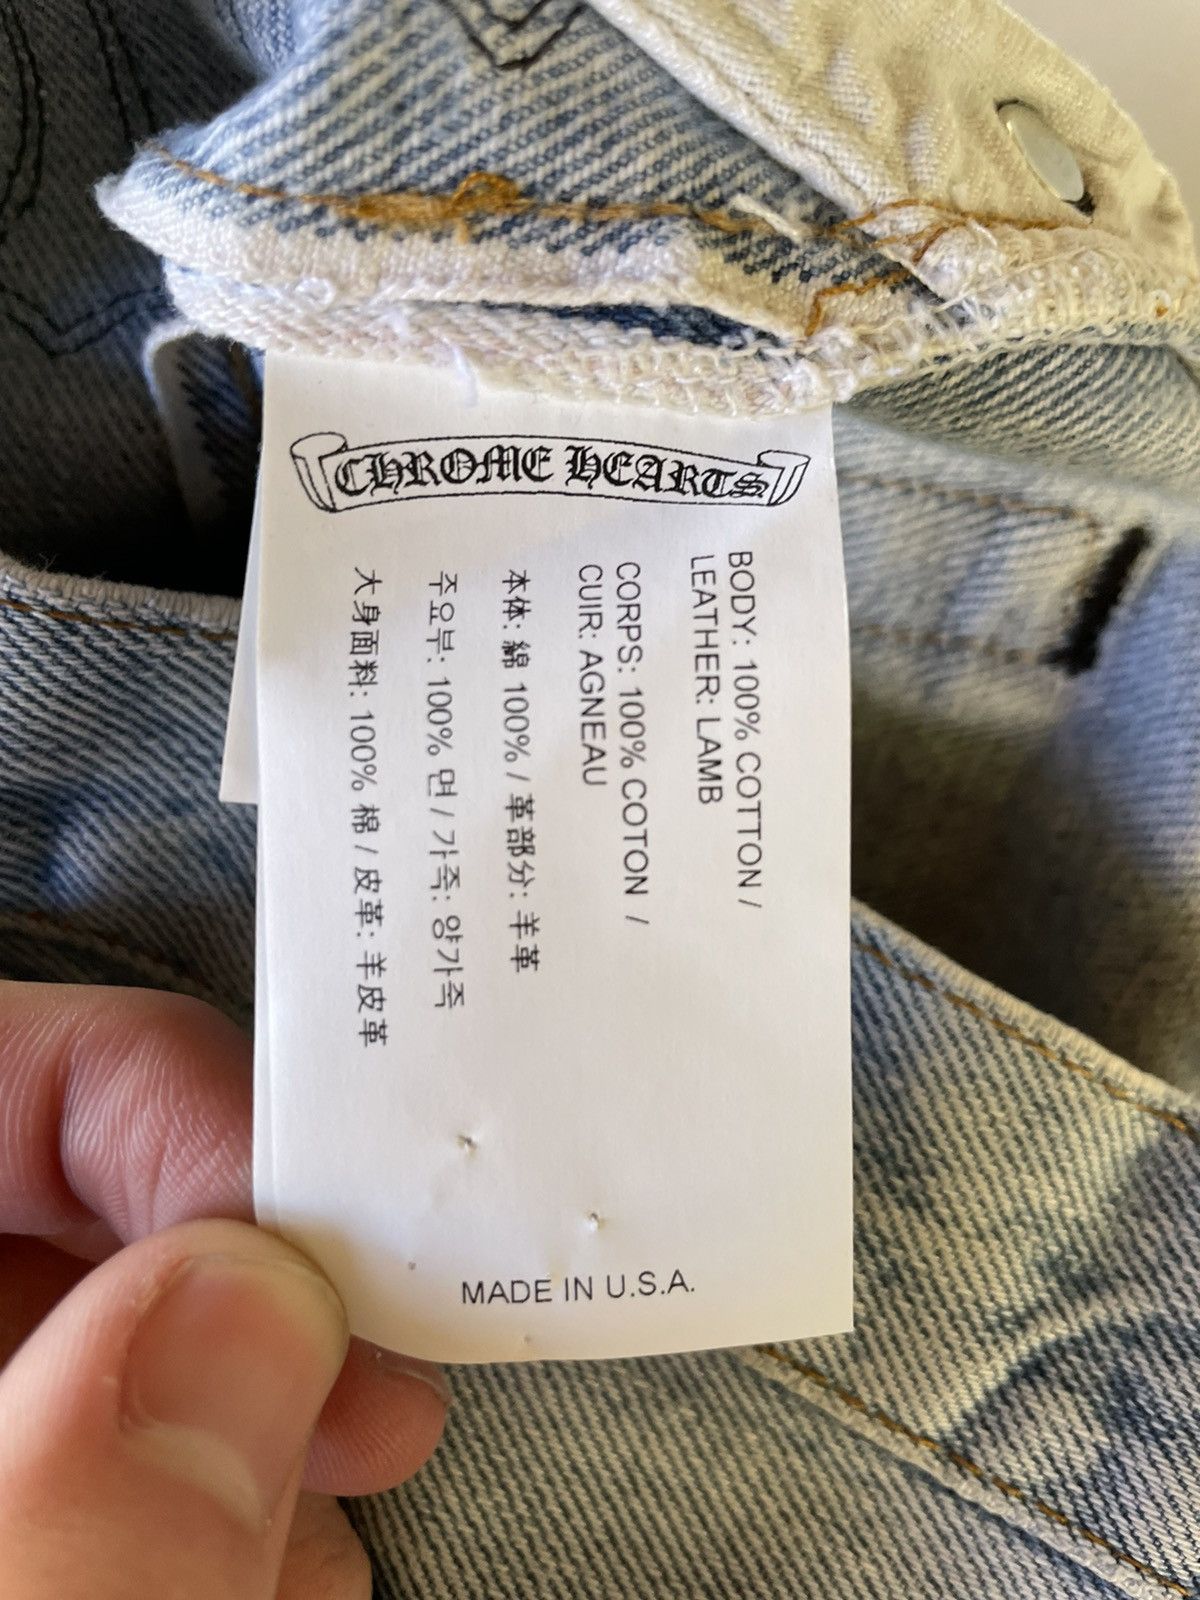 CHROME HEARTS
BODY: 100% COTTON /
LEATHER: LAMB
CORPS: 100% COTON /
CUIR: AGNEAU
本体: 綿 100% / 革部分: 羊革
주요부: 100% 면 / 가죽: 양가죽
大身面料: 100% 棉 / 皮革: 羊皮革
MADE IN U.S.A.